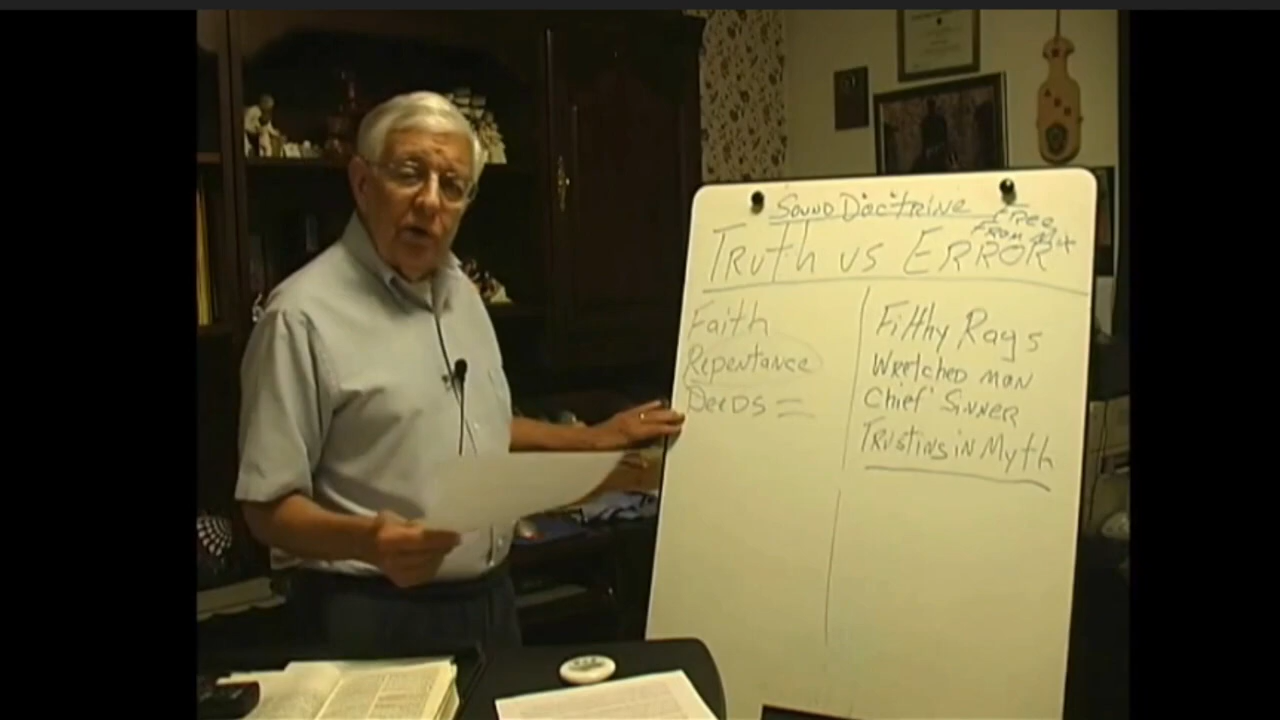 Sound Doctrine
FREE
FROM
Truth vs ERROR
Faith
Repentance
Deeds =
Filthy Rags
Wretched man
Chief Sinner
Trusting in Myth